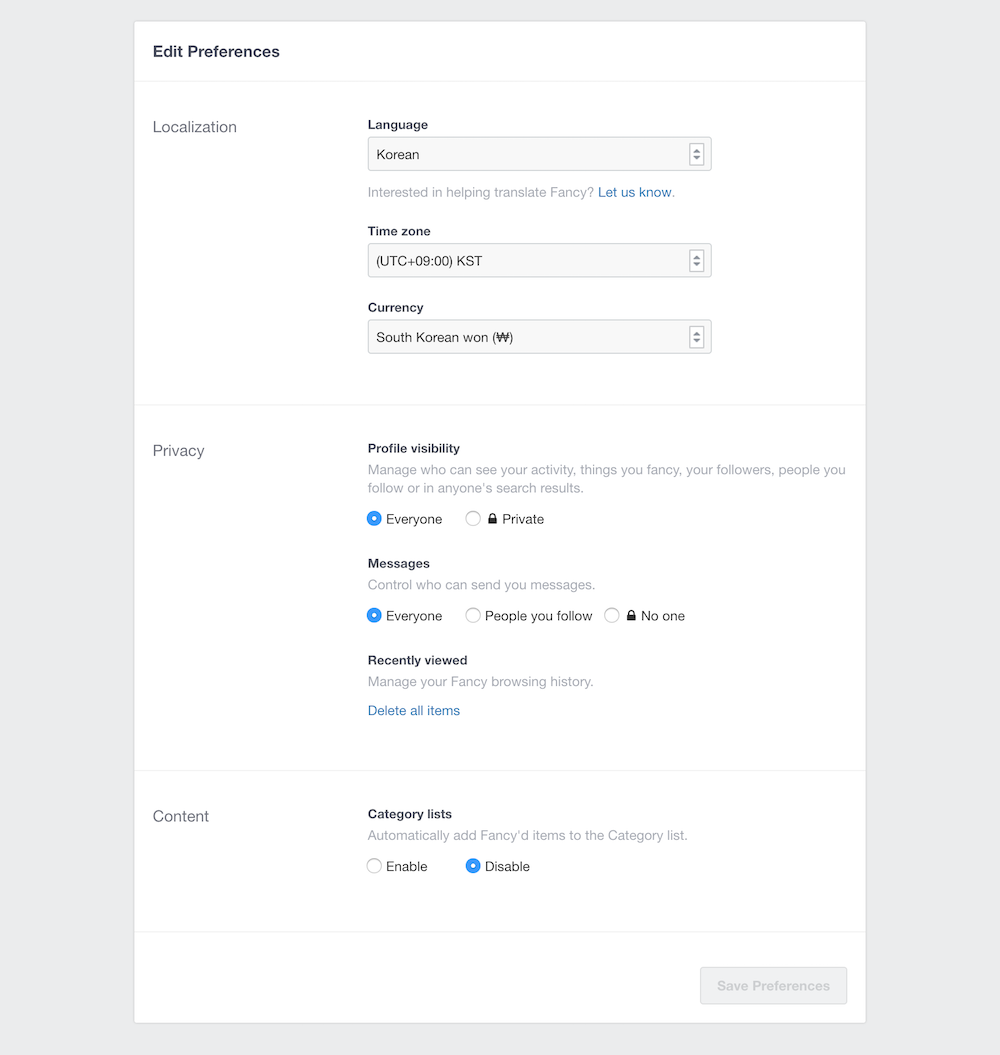 Edit Preferences
Localization
Language
Korean
Interested in helping translate Fancy? Let us know.
Time zone
(UTC+09:00) KST
Currency
South Korean won (₩)
Privacy
Profile visibility
Manage who can see your activity, things you fancy, your followers, people you
follow or in anyone's search results.
Everyone Private
Messages
Control who can send you messages.
Everyone People you follow No one
Recently viewed
Manage your Fancy browsing history.
Delete all items
Content
Category lists
Automatically add Fancy'd items to the Category list.
Enable Disable
Save Preferences